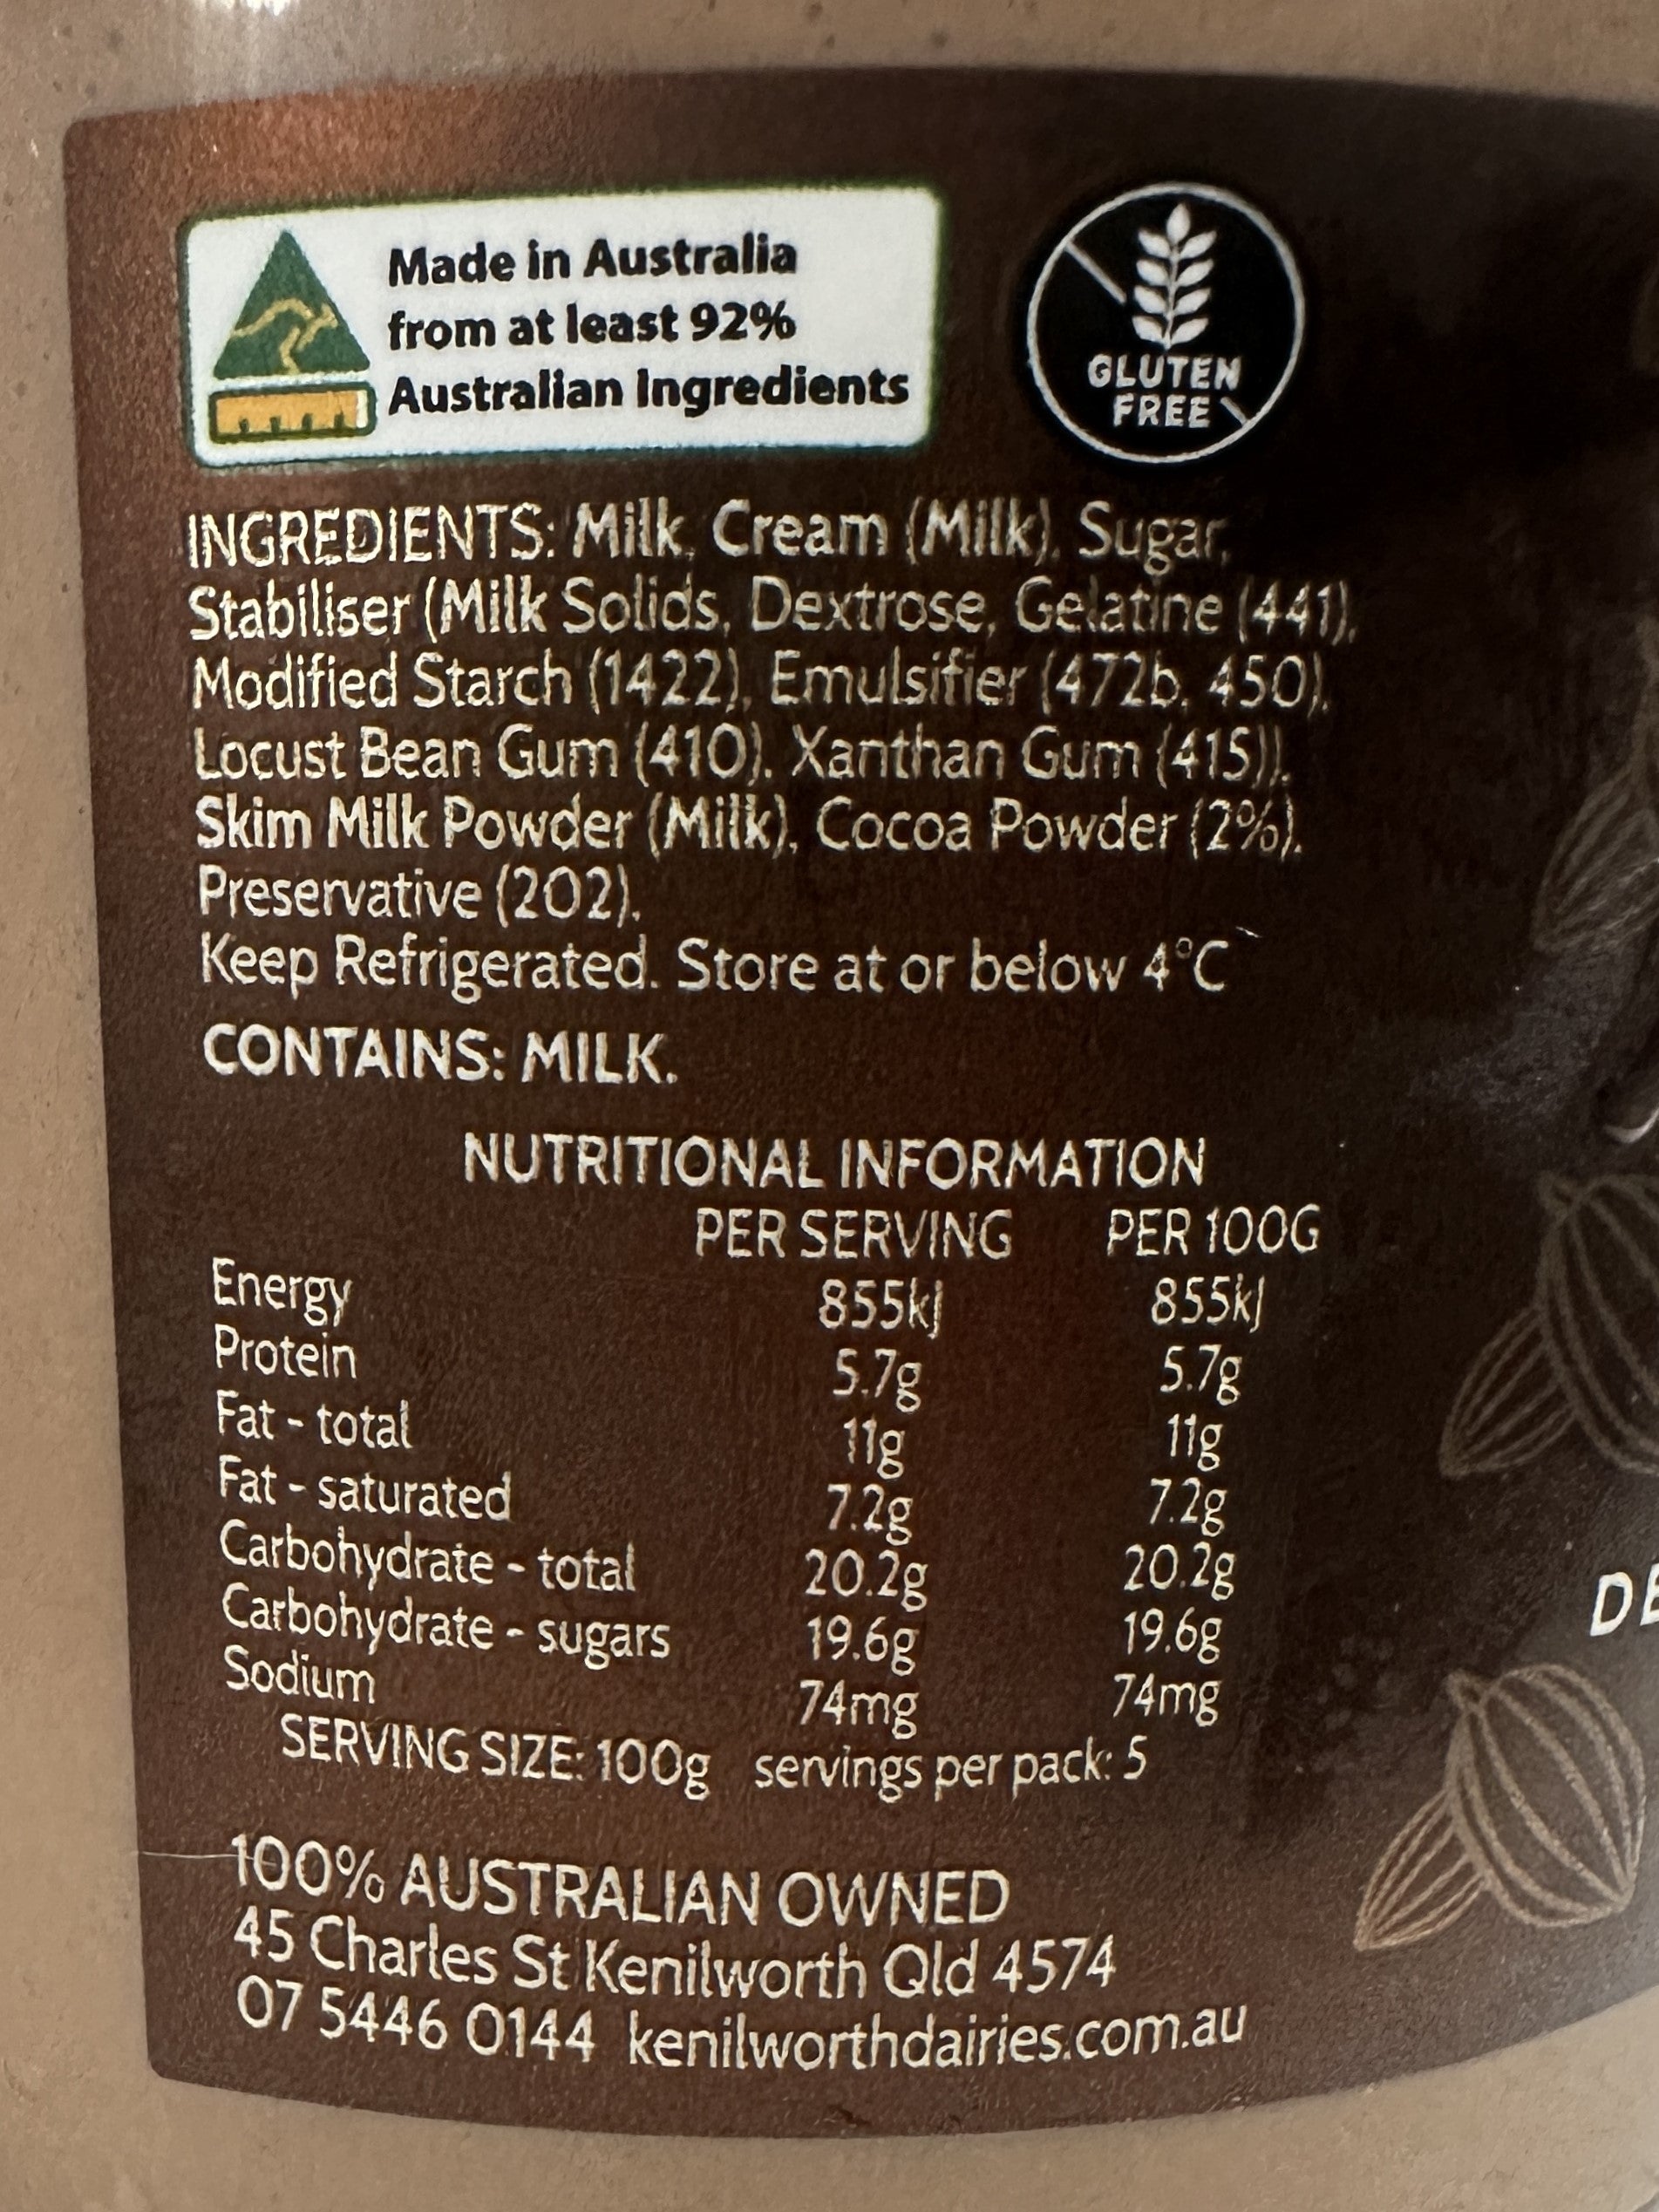 Made in Australia
from at least 92%
Australian Ingredients
GLUTEN
FREE
INGREDIENTS: Milk, Cream (Milk), Sugar,
Stabiliser (Milk Solids, Dextrose, Gelatine (441),
Modified Starch (1422), Emulsifier (472b, 450),
Locust Bean Gum (410), Xanthan Gum (415)),
Skim Milk Powder (Milk), Cocoa Powder (2%),
Preservative (202).
Keep Refrigerated. Store at or below 4°C
CONTAINS: MILK.
NUTRITIONAL INFORMATION
PER SERVING PER 100G
Energy 855kJ 855kJ
Protein 5.7g 5.7g
Fat - total 11g 11g
Fat - saturated 7.2g 7.2g
Carbohydrate - total 20.2g 20.2g
Carbohydrate - sugars 19.6g 19.6g
Sodium 74mg 74mg
SERVING SIZE: 100g servings per pack: 5
DE
100% AUSTRALIAN OWNED
45 Charles St Kenilworth Qld 4574
07 5446 0144 kenilworthdairies.com.au